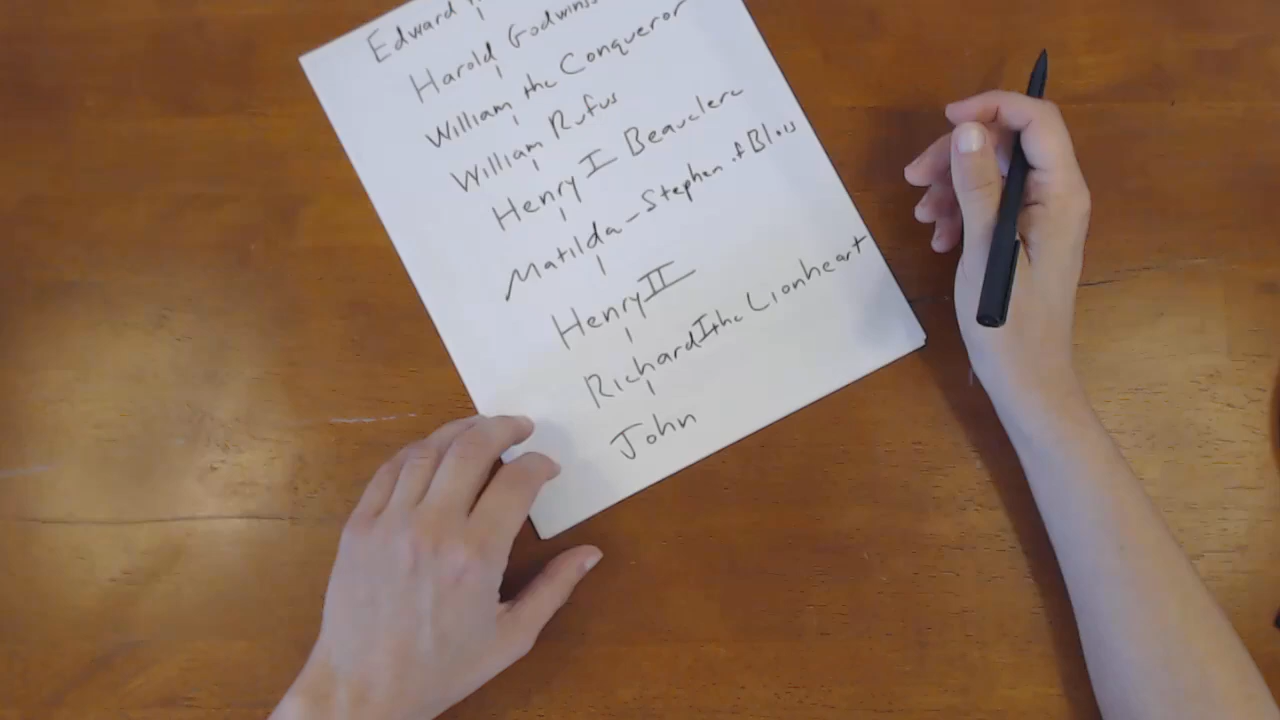 Edward
Harold Godwins
William the Conqueror
William Rufus
Henry I Beauclerc
Matilda - Stephen of Blois
Henry II
Richard I the Lionheart
John